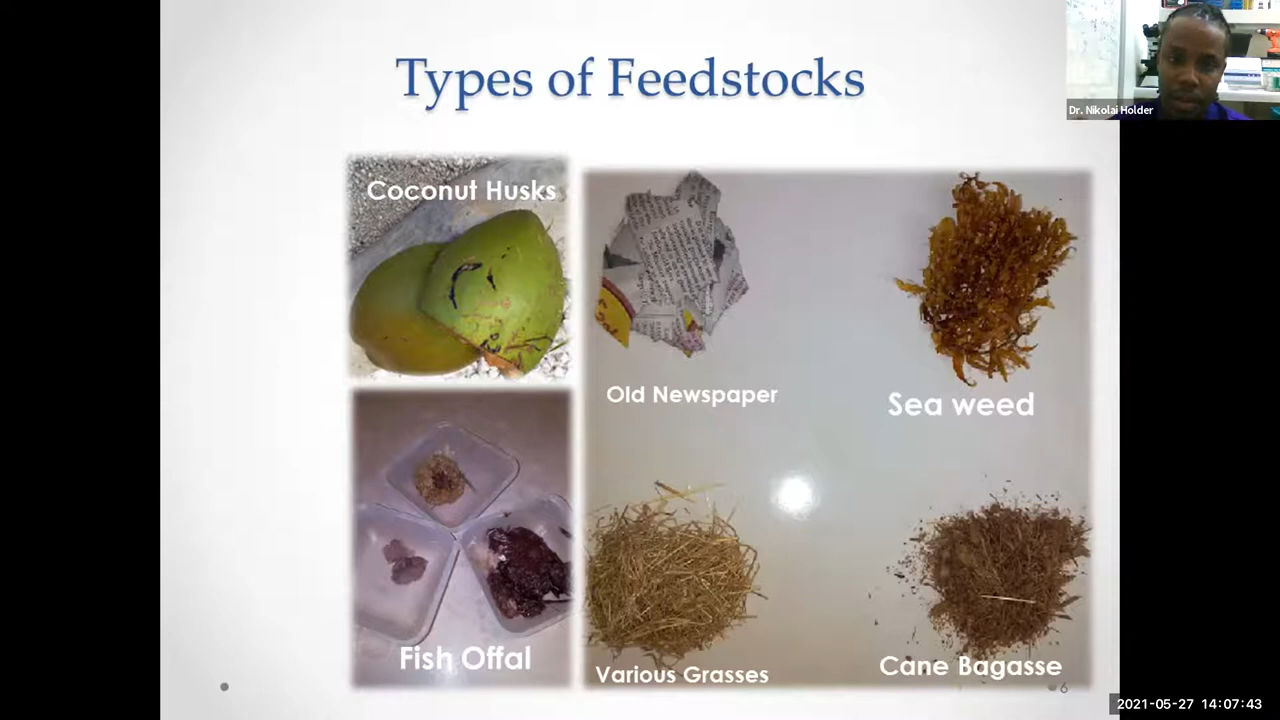 Types of Feedstocks
Dr. Nikolai Holder
Coconut Husks
Old Newspaper
Sea weed
Fish Offal
Various Grasses
Cane Bagasse
6
2021-05-27 14:07:43